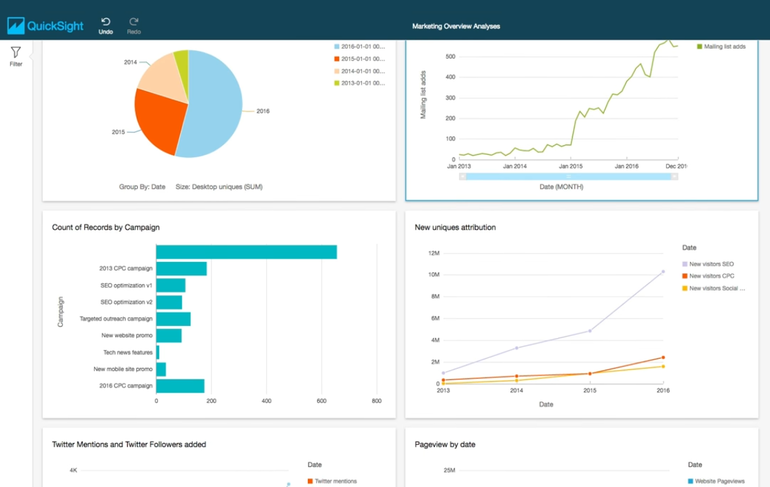 QuickSight
Undo
Redo
Marketing Overview Analyses
Filter
2014
2015
2016
2016-01-01 00...
2015-01-01 00...
2014-01-01 00...
2013-01-01 00...
Group By: Date Size: Desktop uniques (SUM)
Mailing list adds
500
400
300
200
100
0
Jan 2013 Jan 2014 Jan 2015 Jan 2016 Dec 201
Date (MONTH)
Mailing list adds
Count of Records by Campaign
Campaign
2013 CPC campaign
SEO optimization v1
SEO optimization v2
Targeted outreach campaign
New website promo
Tech news features
New mobile site promo
2016 CPC campaign
0 200 400 600 800
New uniques attribution
12M
10M
8M
6M
4M
2M
0
2013 2014 2015 2016
Date
Date
New visitors SEO
New visitors CPC
New visitors Social ...
Twitter Mentions and Twitter Followers added
4K
Date
Twitter mentions
Pageview by date
25M
Date
Website Pageviews